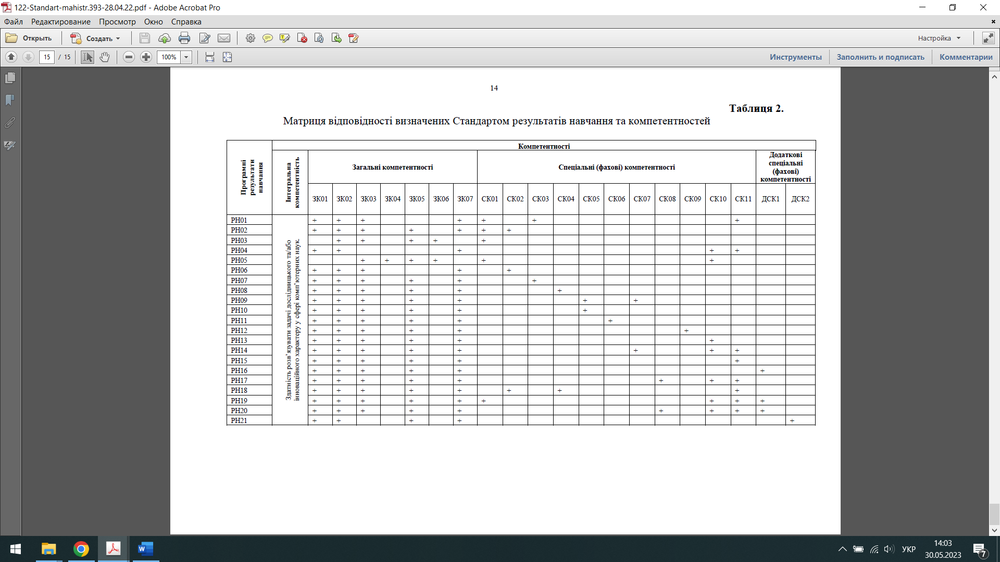 122-Standart-mahistr.393-28.04.22.pdf - Adobe Acrobat Pro
Файл Редактирование Просмотр Окно Справка
Открыть Создать Настройка
15 / 15 100% Инструменты Заполнить и подписать Комментарии
14
Таблиця 2.
Матриця відповідності визначених Стандартом результатів навчання та компетентностей
Програмні результати навчання
Компетентності
Інтегральна компетентність
Загальні компетентності
Спеціальні (фахові) компетентності
Додаткові спеціальні (фахові) компетентності
ЗК01 ЗК02 ЗК03 ЗК04 ЗК05 ЗК06 ЗК07 СК01 СК02 СК03 СК04 СК05 СК06 СК07 СК08 СК09 СК10 СК11 ДСК1 ДСК2
Здатність розв’язувати задачі дослідницького та/або
інноваційного характеру у сфері комп’ютерних наук.
РН01 + + + + + + +
РН02 + + + + + + +
РН03 + + + + +
РН04 + + + + +
РН05 + + + + + +
РН06 + + + + +
РН07 + + + + + +
РН08 + + + + + +
РН09 + + + + + + +
РН10 + + + + + +
РН11 + + + + + +
РН12 + + + + + +
РН13 + + + + + +
РН14 + + + + + + + +
РН15 + + + + + +
РН16 + + + + + +
РН17 + + + + + + + +
РН18 + + + + + + + +
РН19 + + + + + + + + +
РН20 + + + + + + + + +
РН21 + + + + +
УКР
14:03
30.05.2023
7